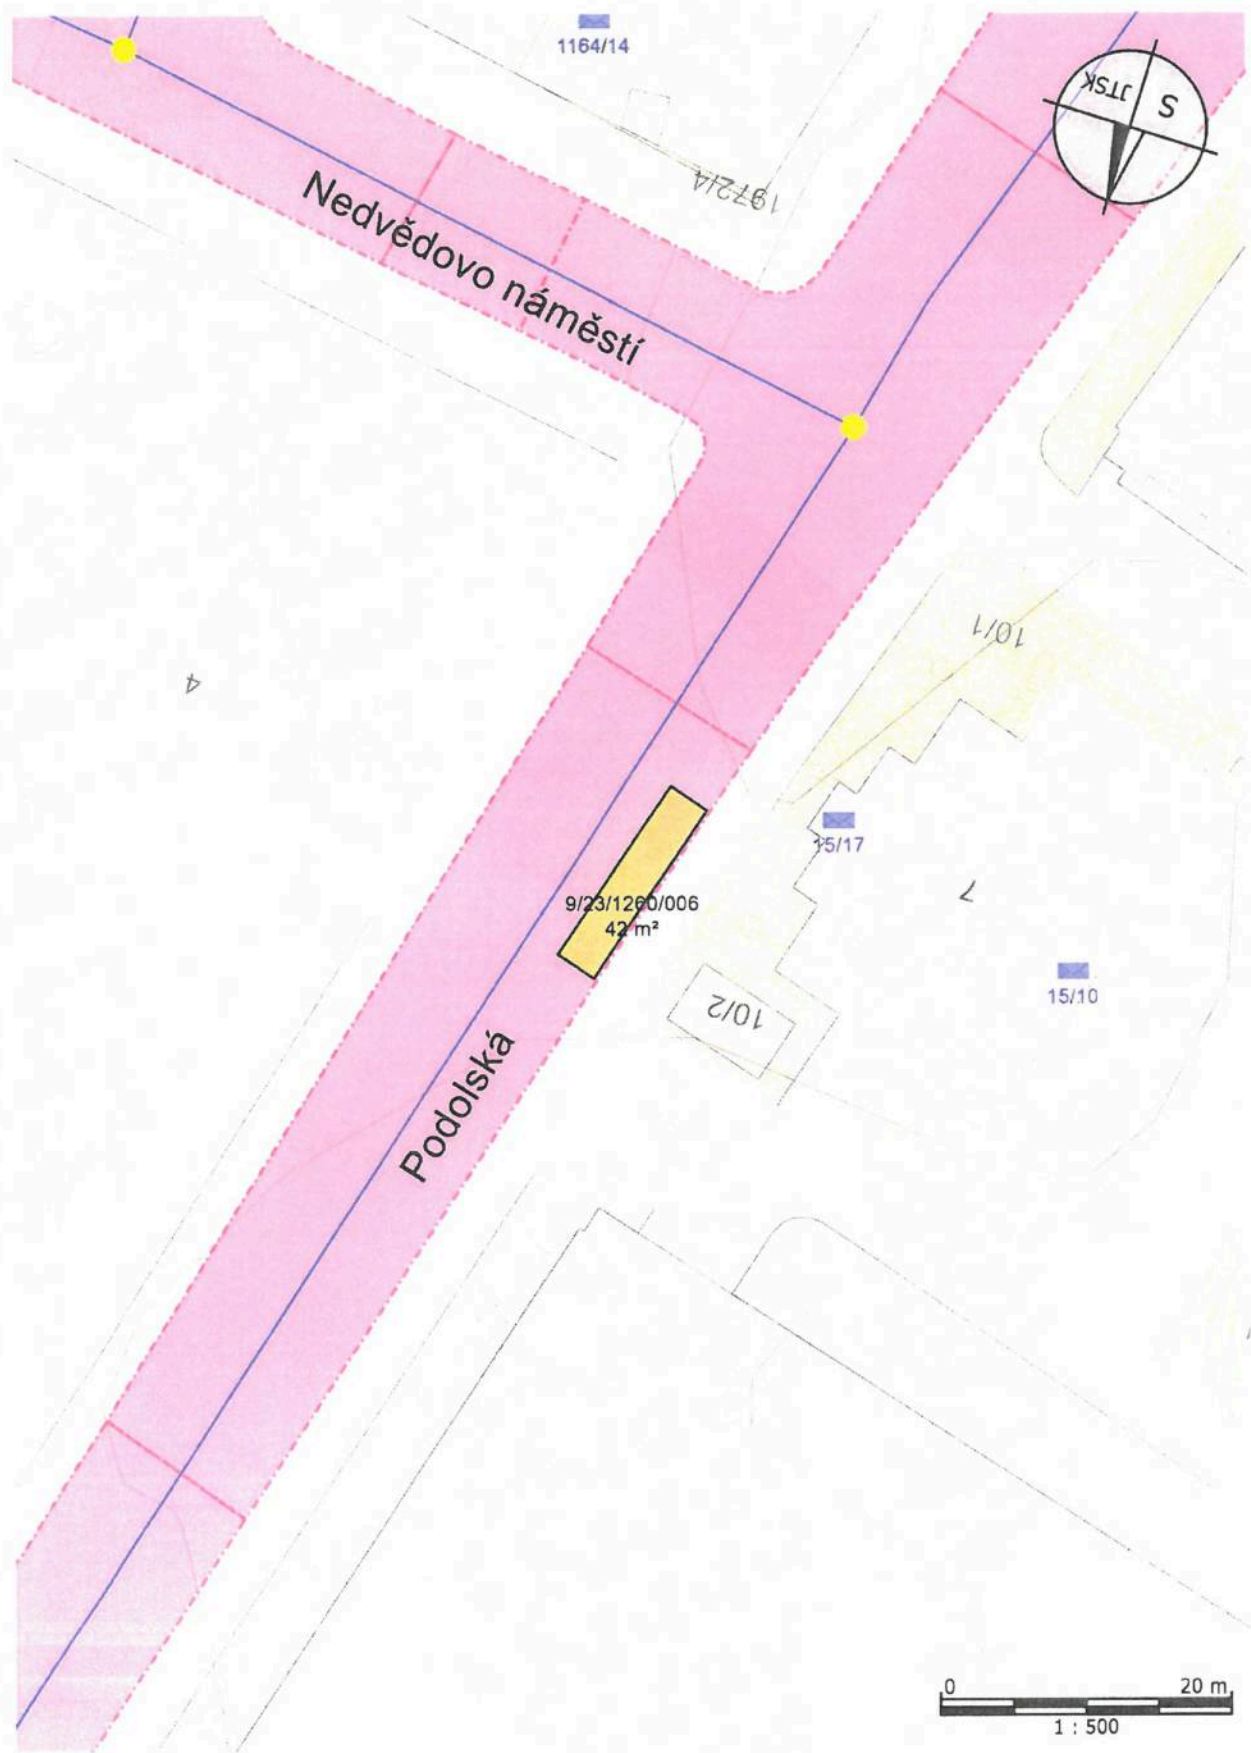 1164/14
JTSK
S
1972/4
Nedvědovo náměstí
10/1
4
15/17
7
9/23/1260/006
42 m²
15/10
10/2
Podolská
0 20 m
1 : 500